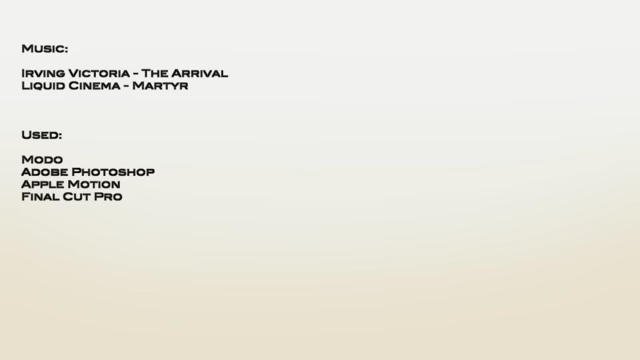 Music:
Irving Victoria - The Arrival
Liquid Cinema - Martyr
Used:
Modo
Adobe Photoshop
Apple Motion
Final Cut Pro